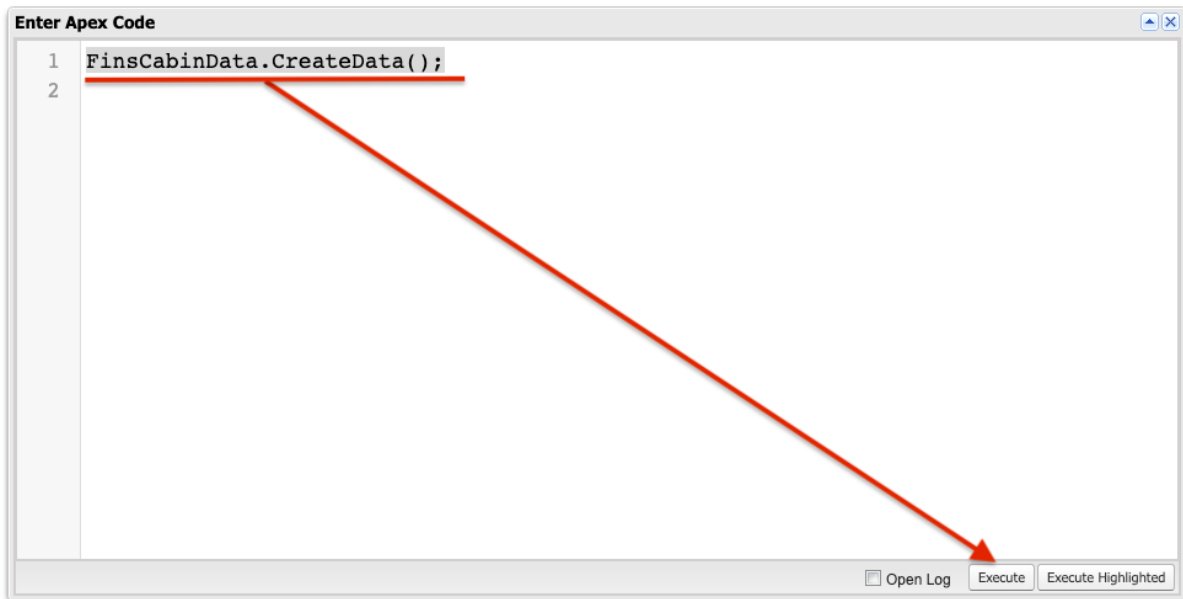 Enter Apex Code
1 FinsCabinData.CreateData();
2
Open Log Execute Execute Highlighted